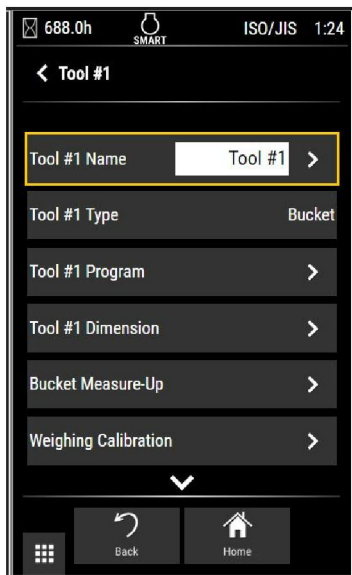 688.0h SMART ISO/JIS 1:24
Tool #1
Tool #1 Name Tool #1
Tool #1 Type Bucket
Tool #1 Program
Tool #1 Dimension
Bucket Measure-Up
Weighing Calibration
Back Home